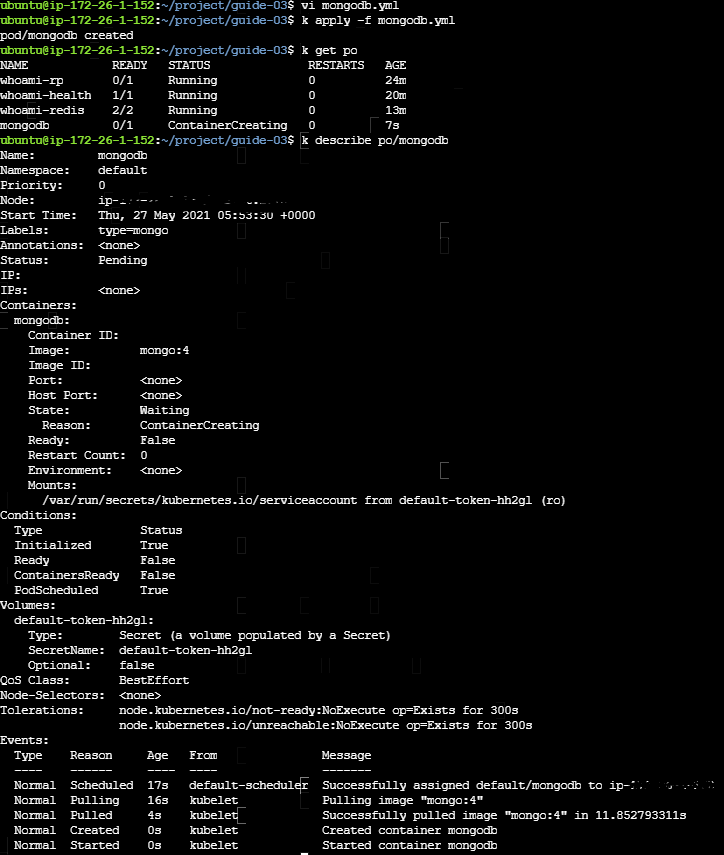 ubuntu@ip-172-26-1-152:~/project/guide-03$ vi mongodb.yml
ubuntu@ip-172-26-1-152:~/project/guide-03$ k apply -f mongodb.yml
pod/mongodb created
ubuntu@ip-172-26-1-152:~/project/guide-03$ k get po
NAME            READY   STATUS              RESTARTS   AGE
whoami-rp       0/1     Running             0          24m
whoami-health   1/1     Running             0          20m
whoami-redis    2/2     Running             0          13m
mongodb         0/1     ContainerCreating   0          7s
ubuntu@ip-172-26-1-152:~/project/guide-03$ k describe po/mongodb
Name:         mongodb
Namespace:    default
Priority:     0
Node:         ip-
Start Time:   Thu, 27 May 2021 05:53:30 +0000
Labels:       type=mongo
Annotations:  <none>
Status:       Pending
IP:
IPs:          <none>
Containers:
  mongodb:
    Container ID:
    Image:          mongo:4
    Image ID:
    Port:           <none>
    Host Port:      <none>
    State:          Waiting
      Reason:       ContainerCreating
    Ready:          False
    Restart Count:  0
    Environment:    <none>
    Mounts:
      /var/run/secrets/kubernetes.io/serviceaccount from default-token-hh2gl (ro)
Conditions:
  Type              Status
  Initialized       True
  Ready             False
  ContainersReady   False
  PodScheduled      True
Volumes:
  default-token-hh2gl:
    Type:        Secret (a volume populated by a Secret)
    SecretName:  default-token-hh2gl
    Optional:    false
QoS Class:       BestEffort
Node-Selectors:  <none>
Tolerations:     node.kubernetes.io/not-ready:NoExecute op=Exists for 300s
                 node.kubernetes.io/unreachable:NoExecute op=Exists for 300s
Events:
  Type    Reason     Age   From               Message
  ----    ------     ----  ----               -------
  Normal  Scheduled  17s   default-scheduler  Successfully assigned default/mongodb to ip-
  Normal  Pulling    16s   kubelet            Pulling image "mongo:4"
  Normal  Pulled     4s    kubelet            Successfully pulled image "mongo:4" in 11.852793311s
  Normal  Created    0s    kubelet            Created container mongodb
  Normal  Started    0s    kubelet            Started container mongodb